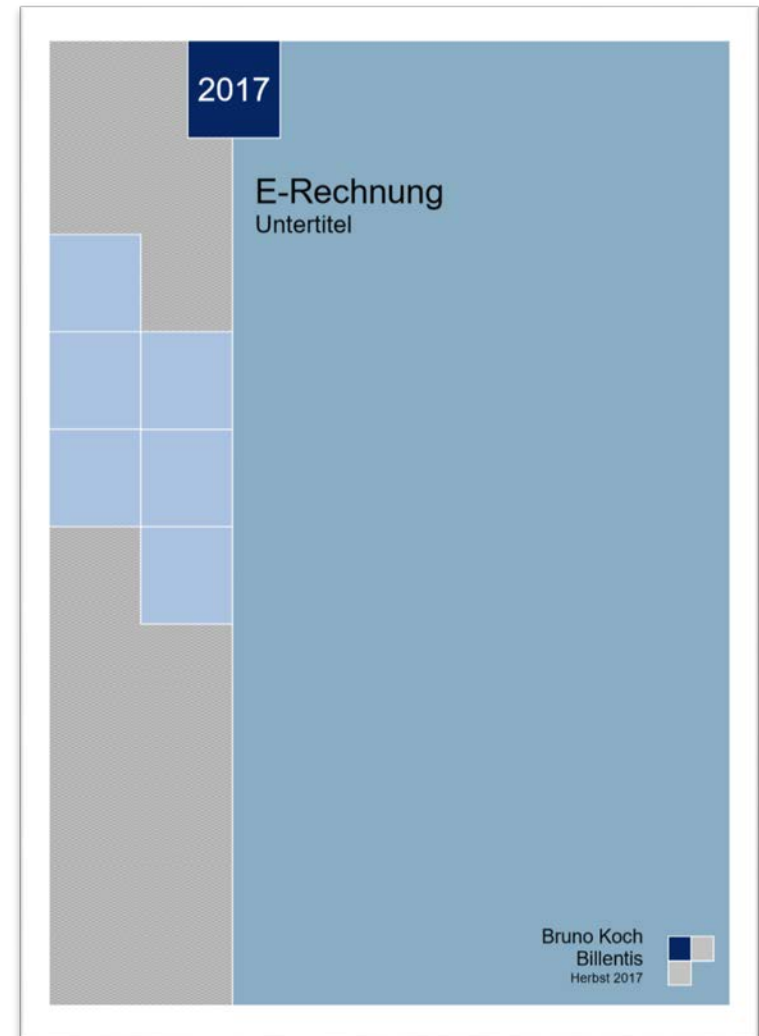 2017
E-Rechnung
Untertitel
Bruno Koch
Billentis
Herbst 2017